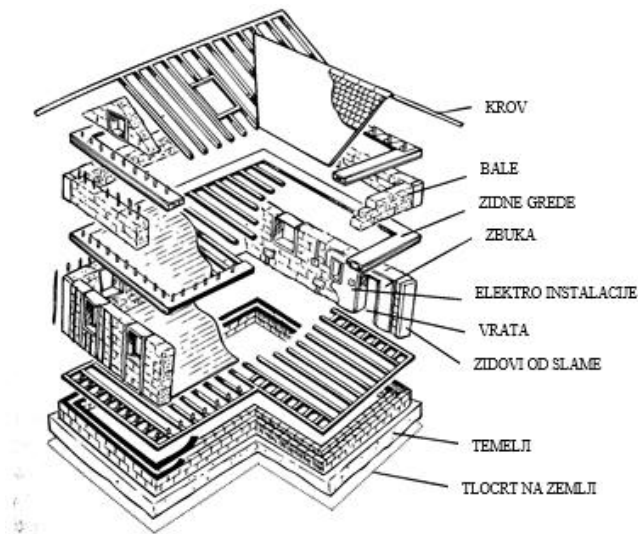 KROV
BALE
ZIDNE GREDE
ZBUKA
ELEKTRO INSTALACIJE
VRATA
ZIDOVI OD SLAME
TEMELJI
TLOCRT NA ZEMLJI